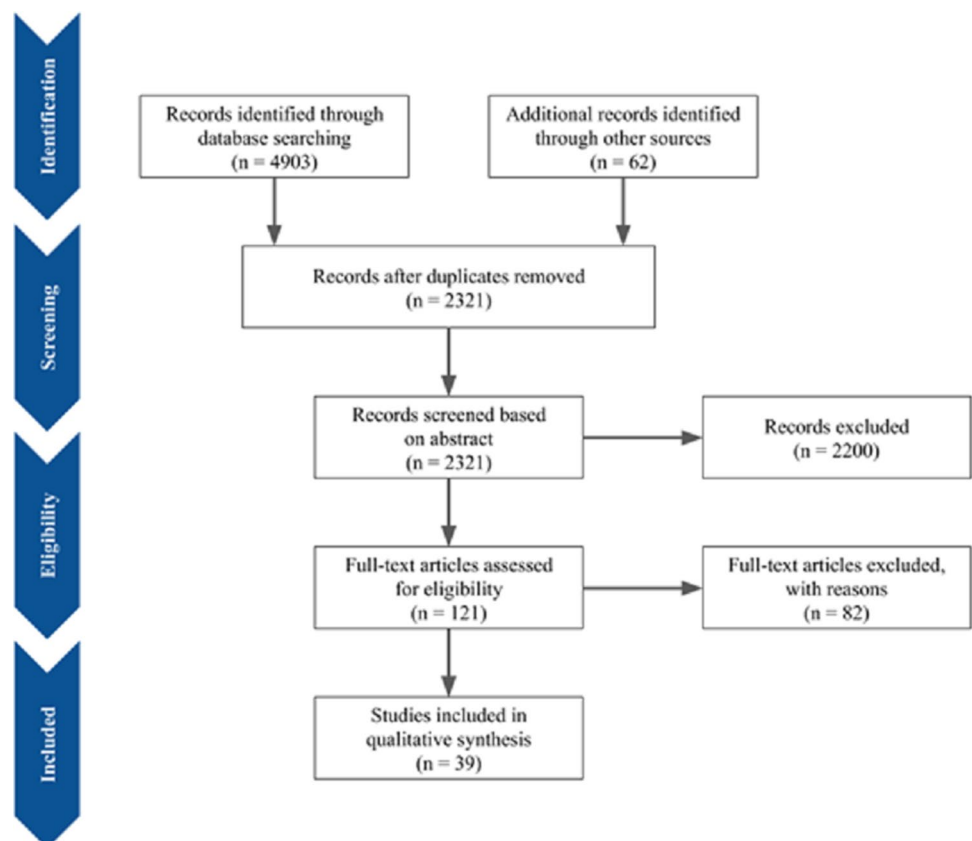 Identification
Records identified through
database searching
(n = 4903)
Additional records identified
through other sources
(n = 62)
Screening
Records after duplicates removed
(n = 2321)
Records screened based
on abstract
(n = 2321)
Records excluded
(n = 2200)
Eligibility
Full-text articles assessed
for eligibility
(n = 121)
Full-text articles excluded,
with reasons
(n = 82)
Included
Studies included in
qualitative synthesis
(n = 39)